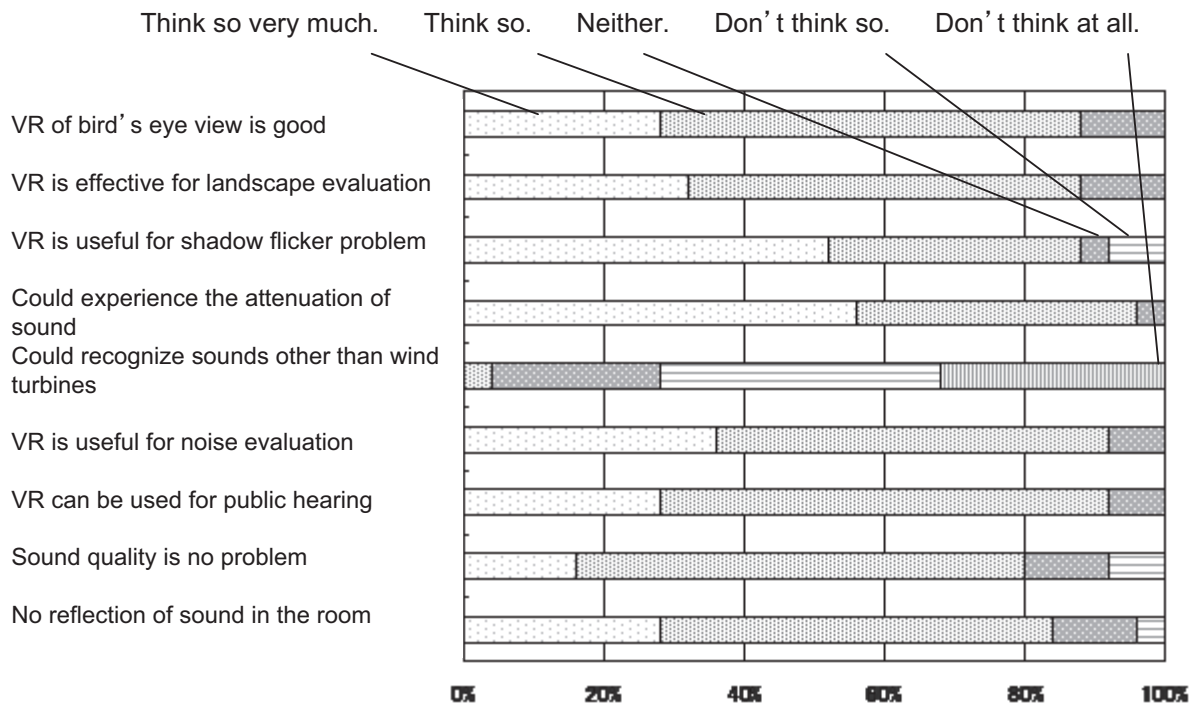 Think so very much. Think so. Neither. Don't think so. Don't think at all.
VR of bird's eye view is good
VR is effective for landscape evaluation
VR is useful for shadow flicker problem
Could experience the attenuation of
sound
Could recognize sounds other than wind
turbines
VR is useful for noise evaluation
VR can be used for public hearing
Sound quality is no problem
No reflection of sound in the room
0% 20% 40% 60% 80% 100%